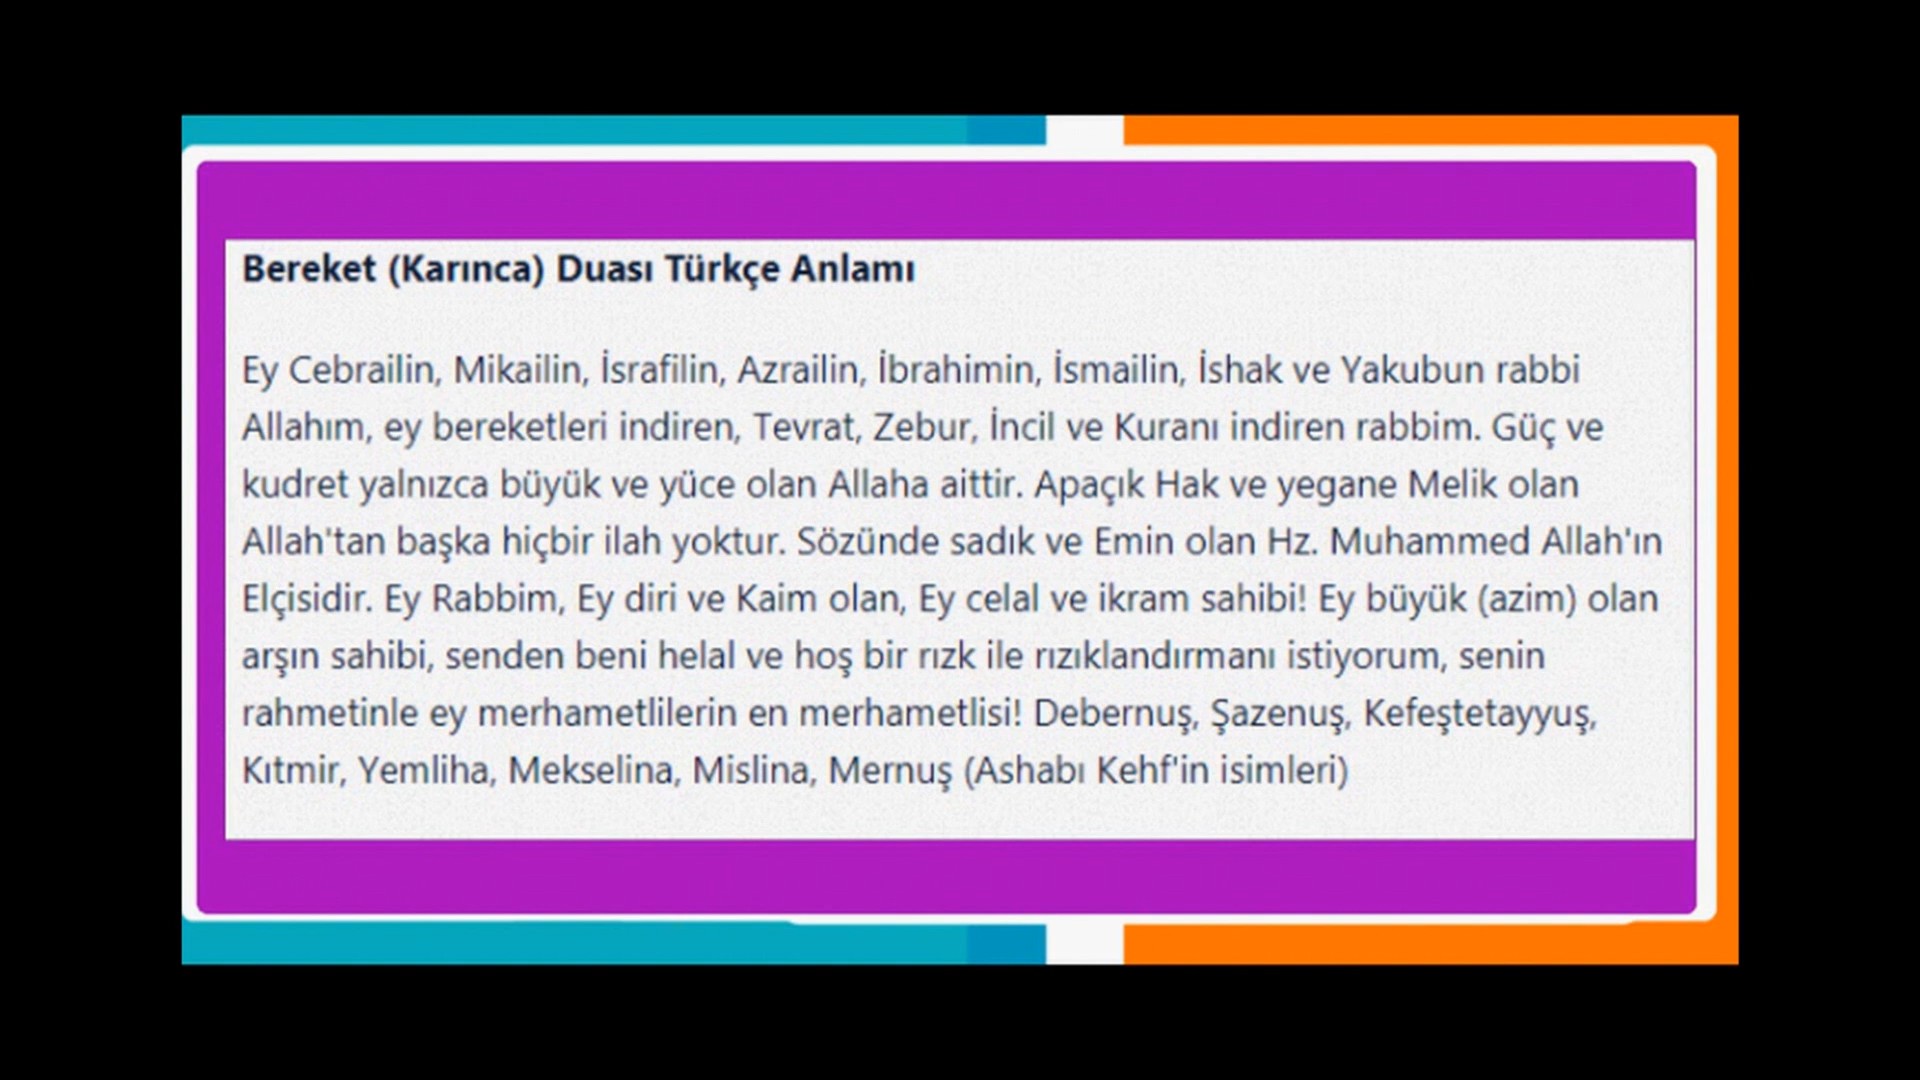 Bereket (Karınca) Duası Türkçe Anlamı
Ey Cebrailin, Mikailin, İsrafilin, Azrailin, İbrahimin, İsmailin, İshak ve Yakubun rabbi
Allahım, ey bereketleri indiren, Tevrat, Zebur, İncil ve Kuranı indiren rabbim. Güç ve
kudret yalnızca büyük ve yüce olan Allaha aittir. Apaçık Hak ve yegane Melik olan
Allah'tan başka hiçbir ilah yoktur. Sözünde sadık ve Emin olan Hz. Muhammed Allah'ın
Elçisidir. Ey Rabbim, Ey diri ve Kaim olan, Ey celal ve ikram sahibi! Ey büyük (azim) olan
arşın sahibi, senden beni helal ve hoş bir rızk ile rızıklandırmanı istiyorum, senin
rahmetinle ey merhametlilerin en merhametlisi! Debernuş, Şazenuş, Kefeştetayyuş,
Kıtmir, Yemliha, Mekselina, Mislina, Mernuş (Ashabı Kehf'in isimleri)